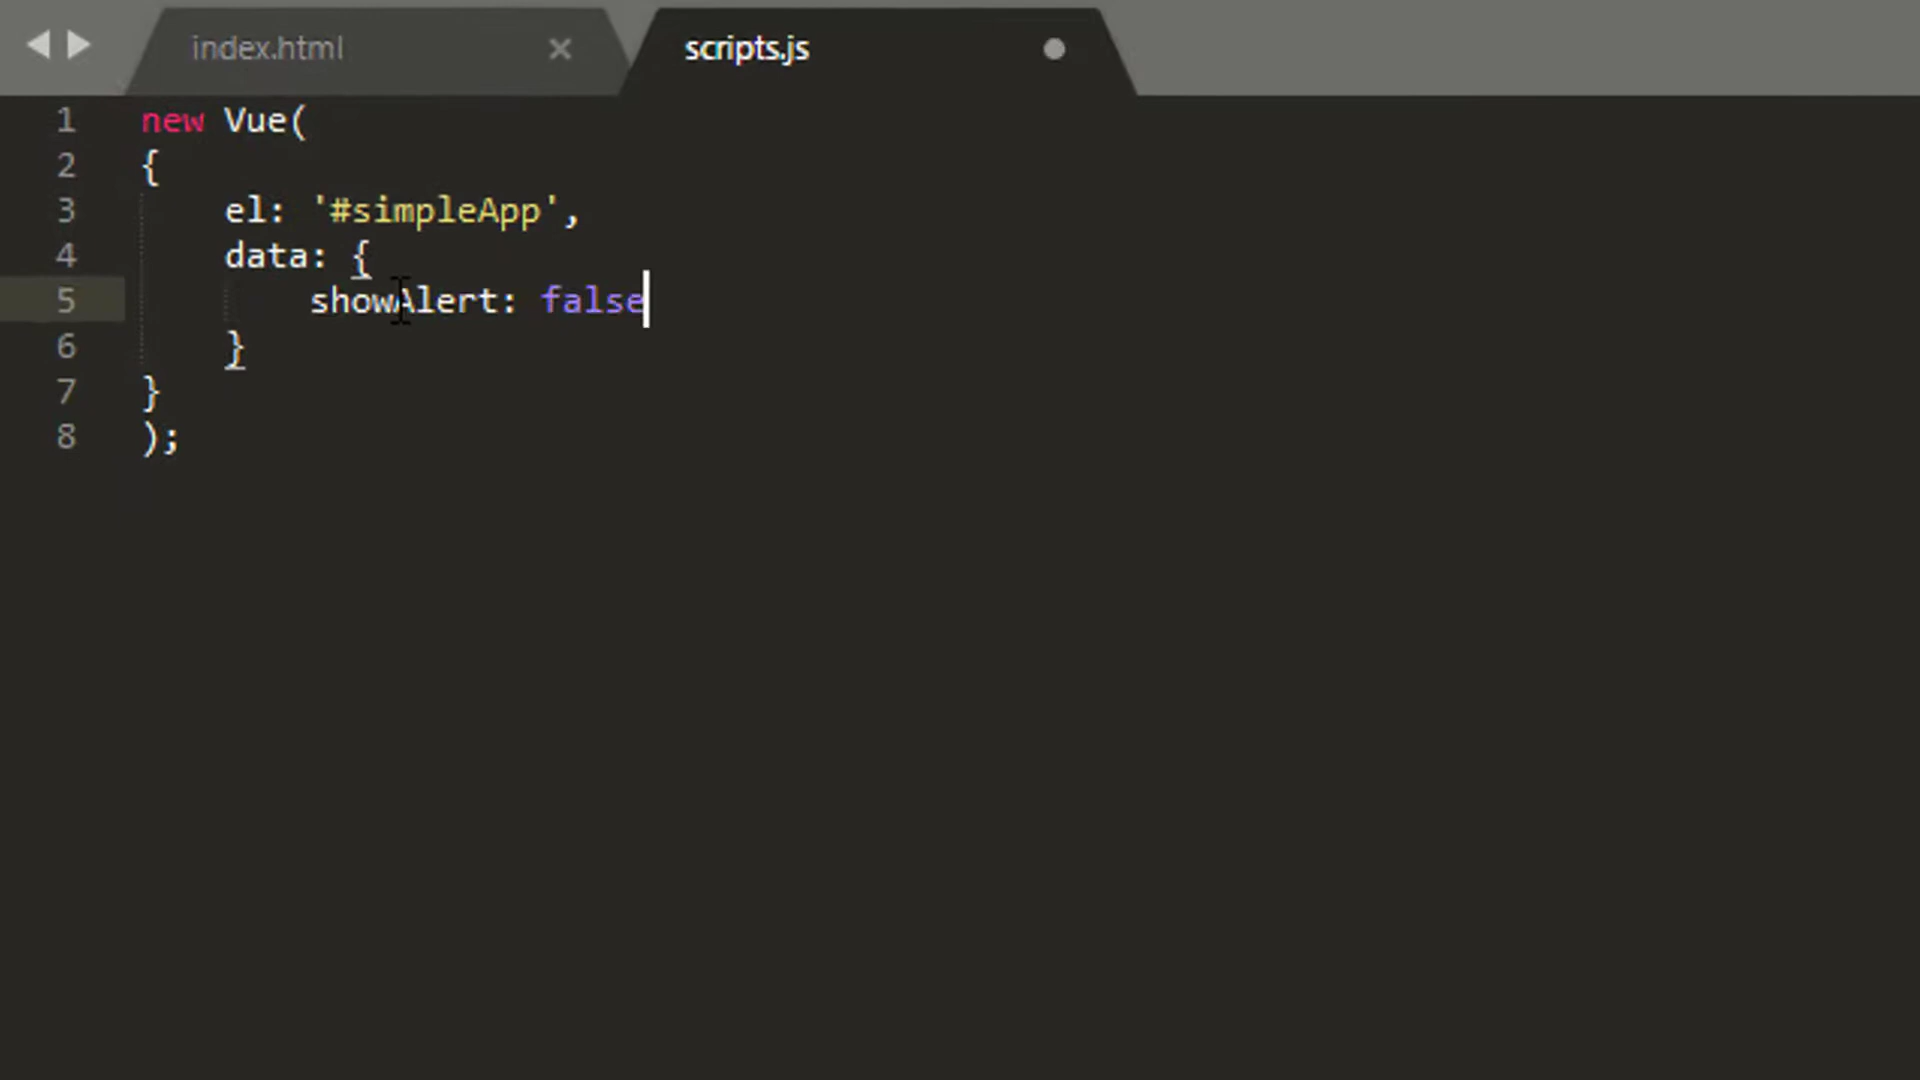 index.html × scripts.js
1 new Vue(
2 {
3 el: '#simpleApp',
4 data: {
5 showAlert: false
6 }
7 }
8 );